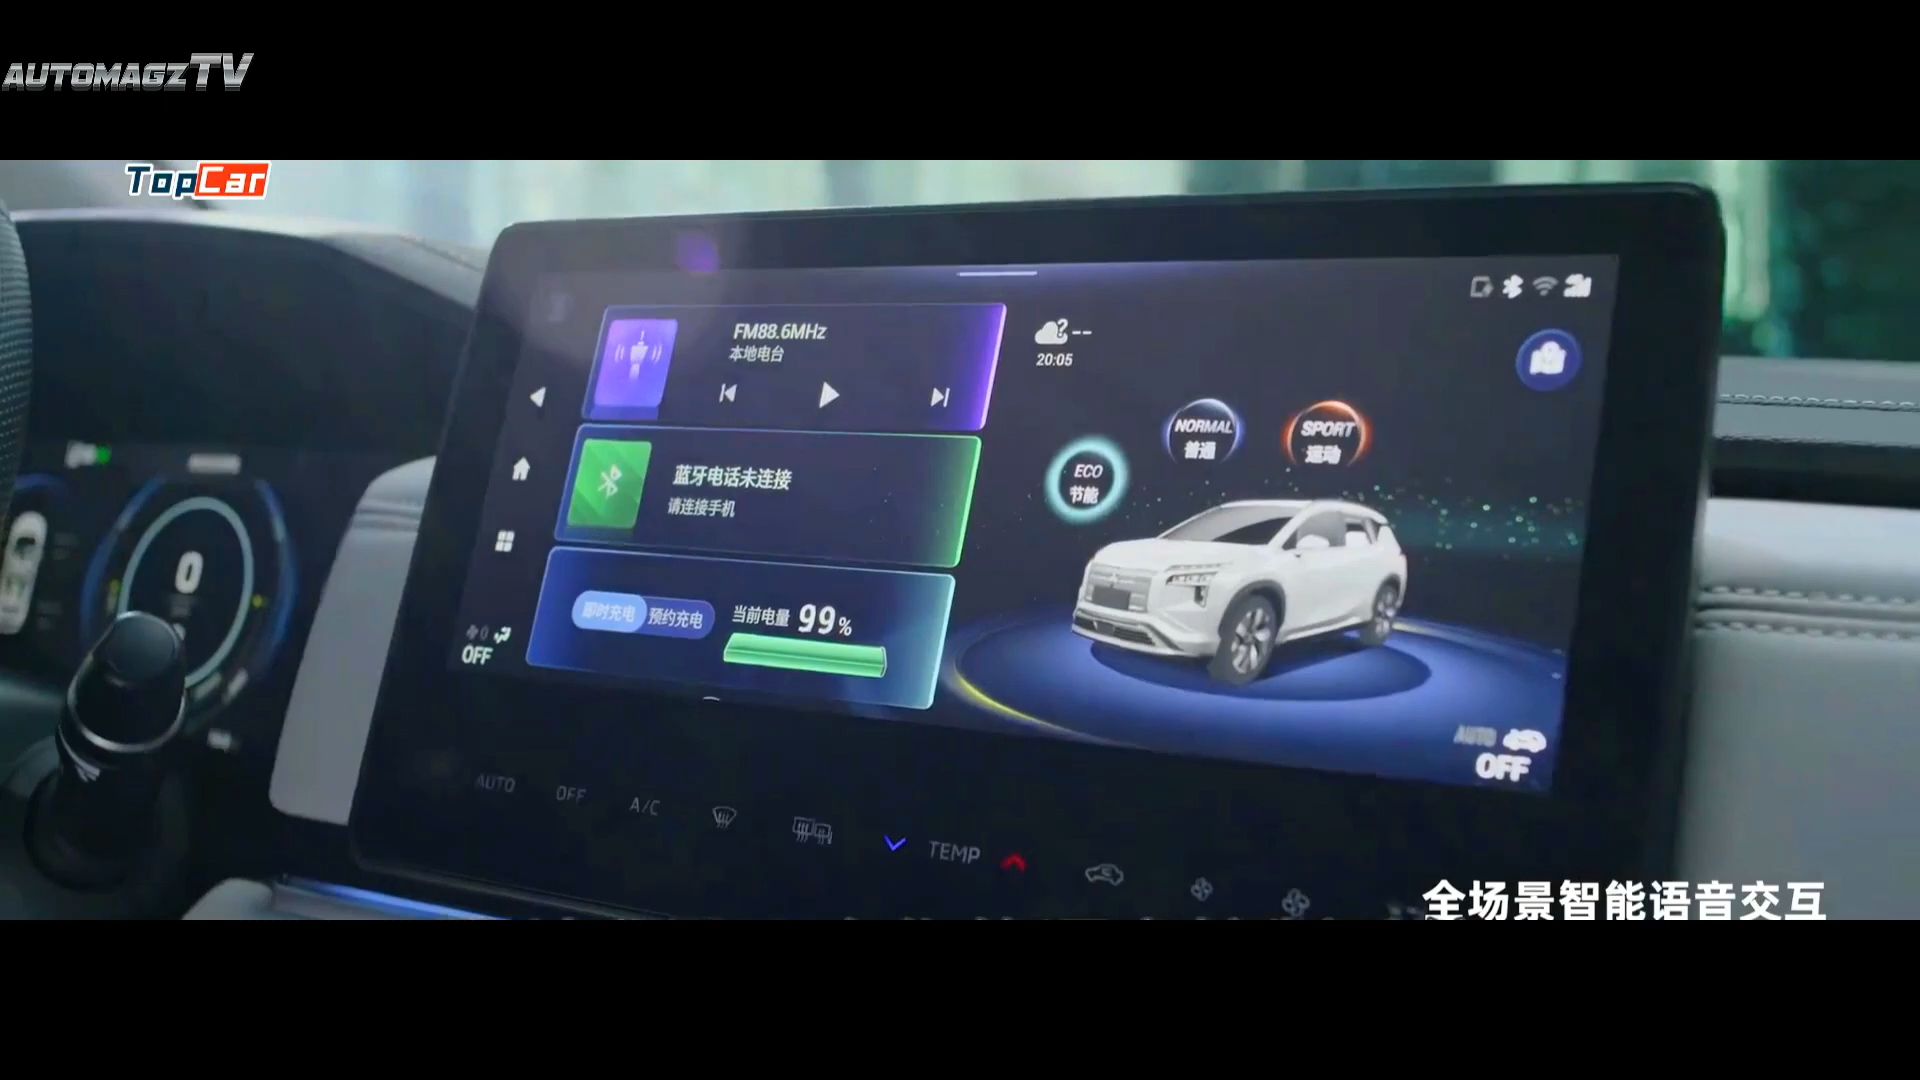 AUTOMAGZTV
TopCar
FM88.6MHz
本地电台
20:05
蓝牙电话未连接
请连接手机
即时充电 预约充电
当前电量 99%
NORMAL
普通
SPORT
运动
ECO
节能
0
0
OFF
AUTO
OFF
AUTO OFF A/C TEMP
全场景智能语音交互